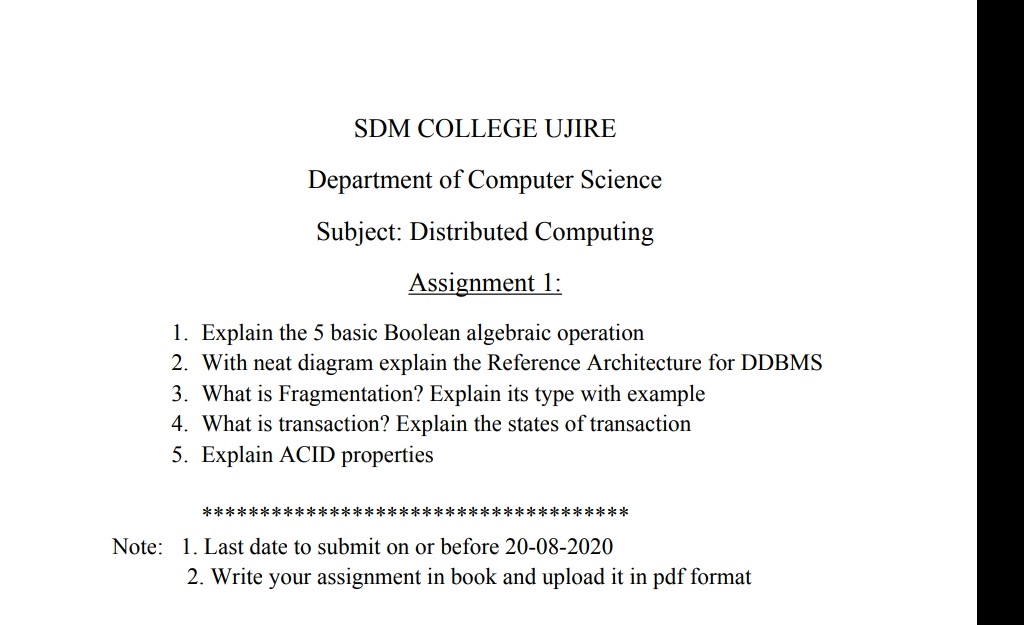 SDM COLLEGE UJIRE
Department of Computer Science
Subject: Distributed Computing
Assignment 1:
1. Explain the 5 basic Boolean algebraic operation
2. With neat diagram explain the Reference Architecture for DDBMS
3. What is Fragmentation? Explain its type with example
4. What is transaction? Explain the states of transaction
5. Explain ACID properties
*************************************
Note: 1. Last date to submit on or before 20-08-2020
2. Write your assignment in book and upload it in pdf format